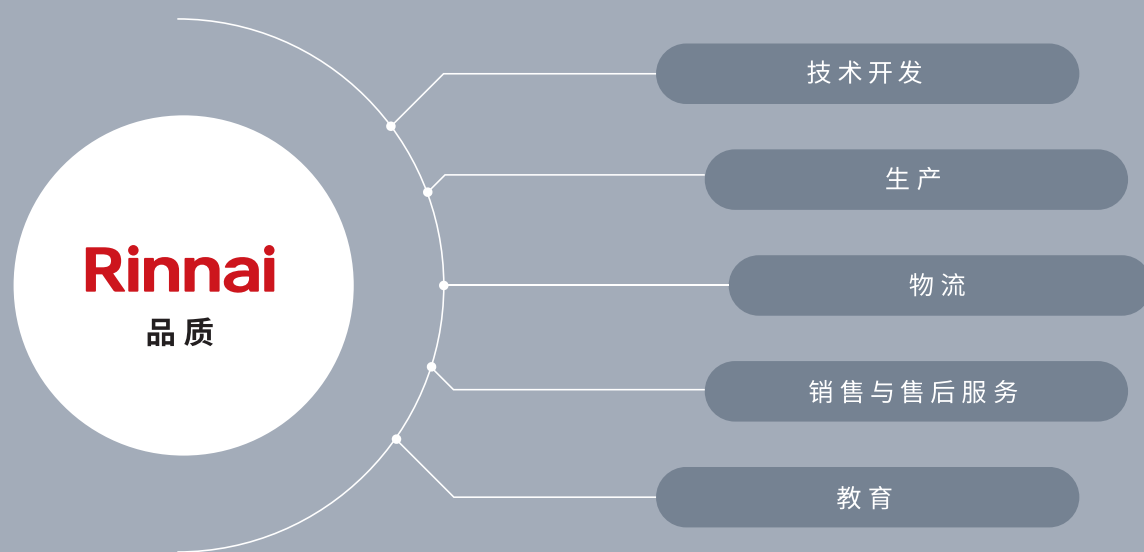 Rinnai
品质
技术开发
生产
物流
销售与售后服务
教育